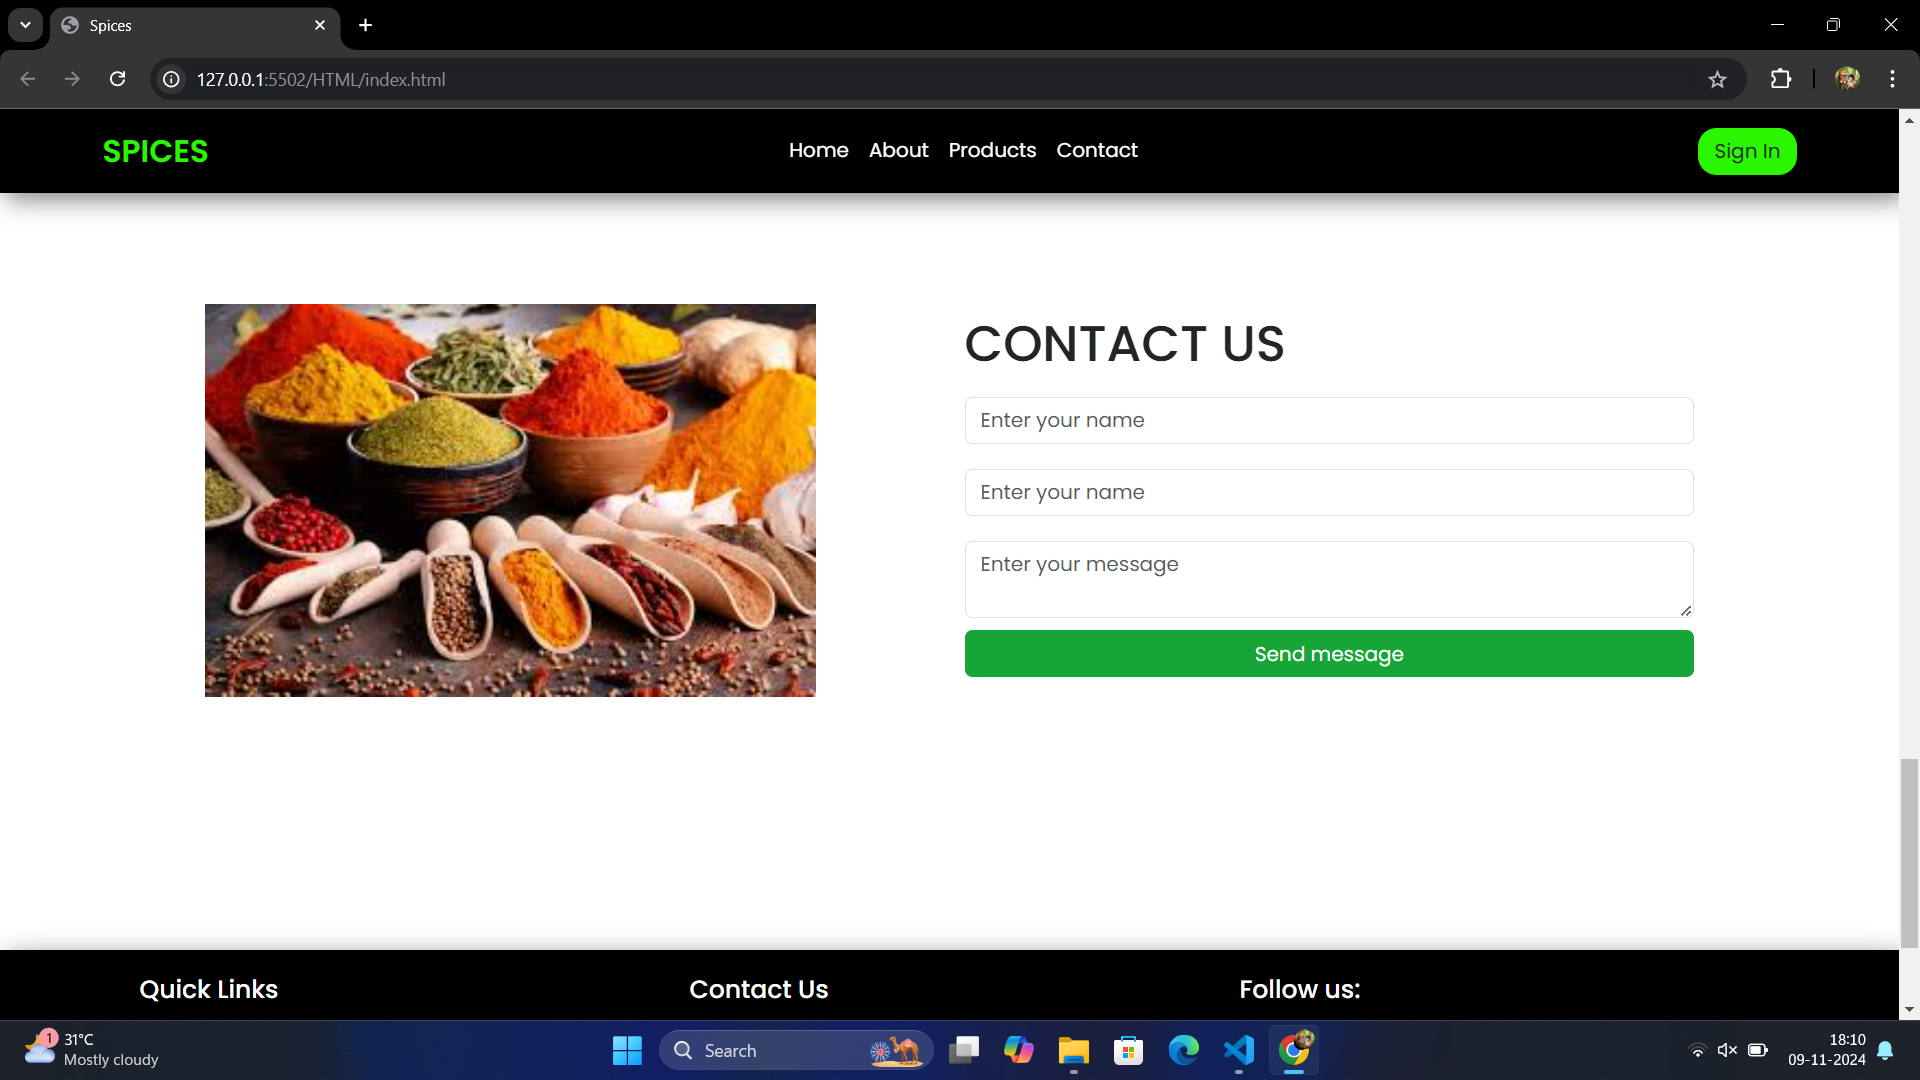 Spices
127.0.0.1:5502/HTML/index.html
SPICES
Home About Products Contact
Sign In
CONTACT US
Enter your name
Enter your name
Enter your message
Send message
Quick Links
Contact Us
Follow us:
1
31°C
Mostly cloudy
Search
18:10
09-11-2024